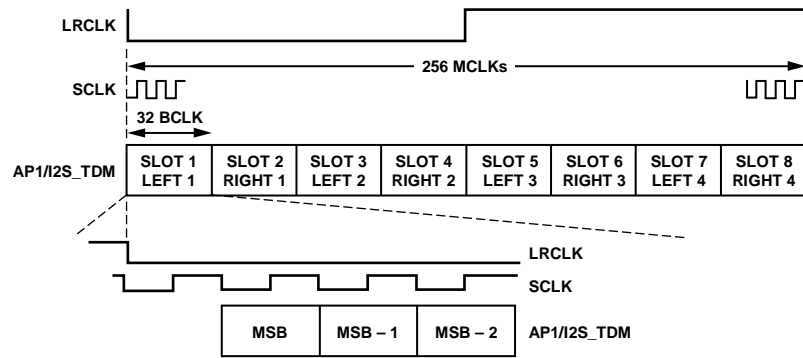 LRCLK
256 MCLKs
SCLK
32 BCLK
AP1/I2S_TDM
SLOT 1 LEFT 1
SLOT 2 RIGHT 1
SLOT 3 LEFT 2
SLOT 4 RIGHT 2
SLOT 5 LEFT 3
SLOT 6 RIGHT 3
SLOT 7 LEFT 4
SLOT 8 RIGHT 4
LRCLK
SCLK
MSB
MSB – 1
MSB – 2
AP1/I2S_TDM